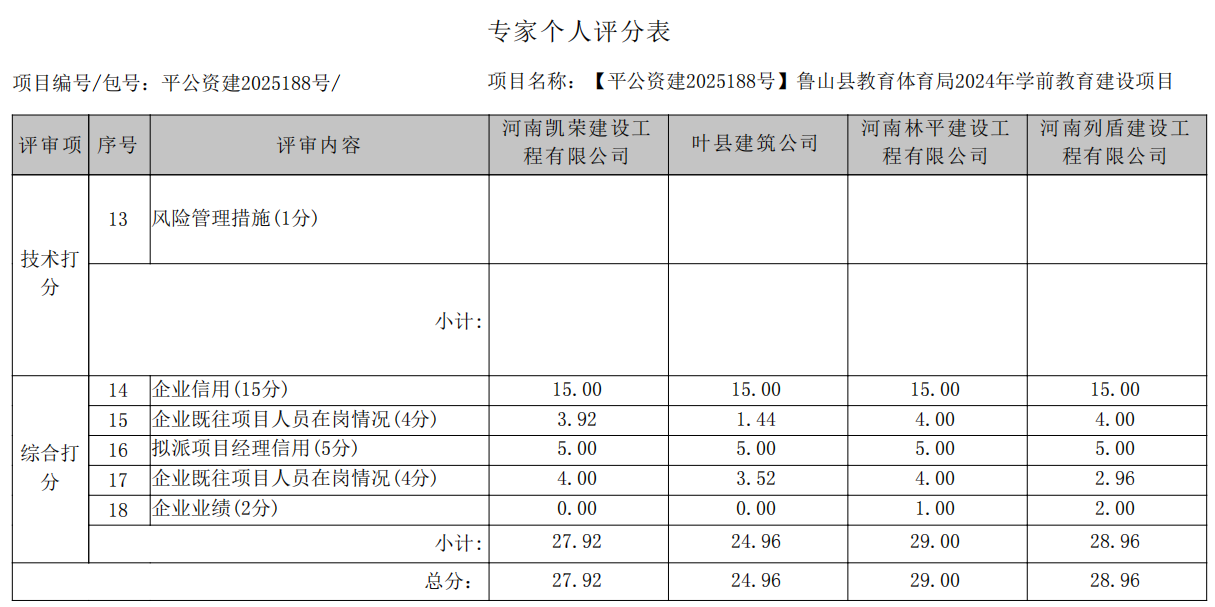 专家个人评分表
项目编号/包号：平公资建2025188号/ 项目名称：【平公资建2025188号】鲁山县教育体育局2024年学前教育建设项目
评审项 序号 评审内容 河南凯荣建设工程有限公司 叶县建筑公司 河南林平建设工程有限公司 河南列盾建设工程有限公司
技术打分
13 风险管理措施(1分)
小计:
综合打分
14 企业信用(15分) 15.00 15.00 15.00 15.00
15 企业既往项目人员在岗情况(4分) 3.92 1.44 4.00 4.00
16 拟派项目经理信用(5分) 5.00 5.00 5.00 5.00
17 企业既往项目人员在岗情况(4分) 4.00 3.52 4.00 2.96
18 企业业绩(2分) 0.00 0.00 1.00 2.00
小计: 27.92 24.96 29.00 28.96
总分： 27.92 24.96 29.00 28.96